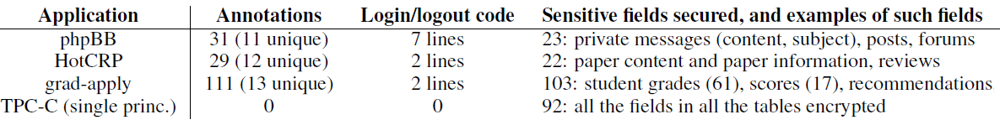 Application Annotations Login/logout code Sensitive fields secured, and examples of such fields
phpBB 31 (11 unique) 7 lines 23: private messages (content, subject), posts, forums
HotCRP 29 (12 unique) 2 lines 22: paper content and paper information, reviews
grad-apply 111 (13 unique) 2 lines 103: student grades (61), scores (17), recommendations
TPC-C (single princ.) 0 0 92: all the fields in all the tables encrypted